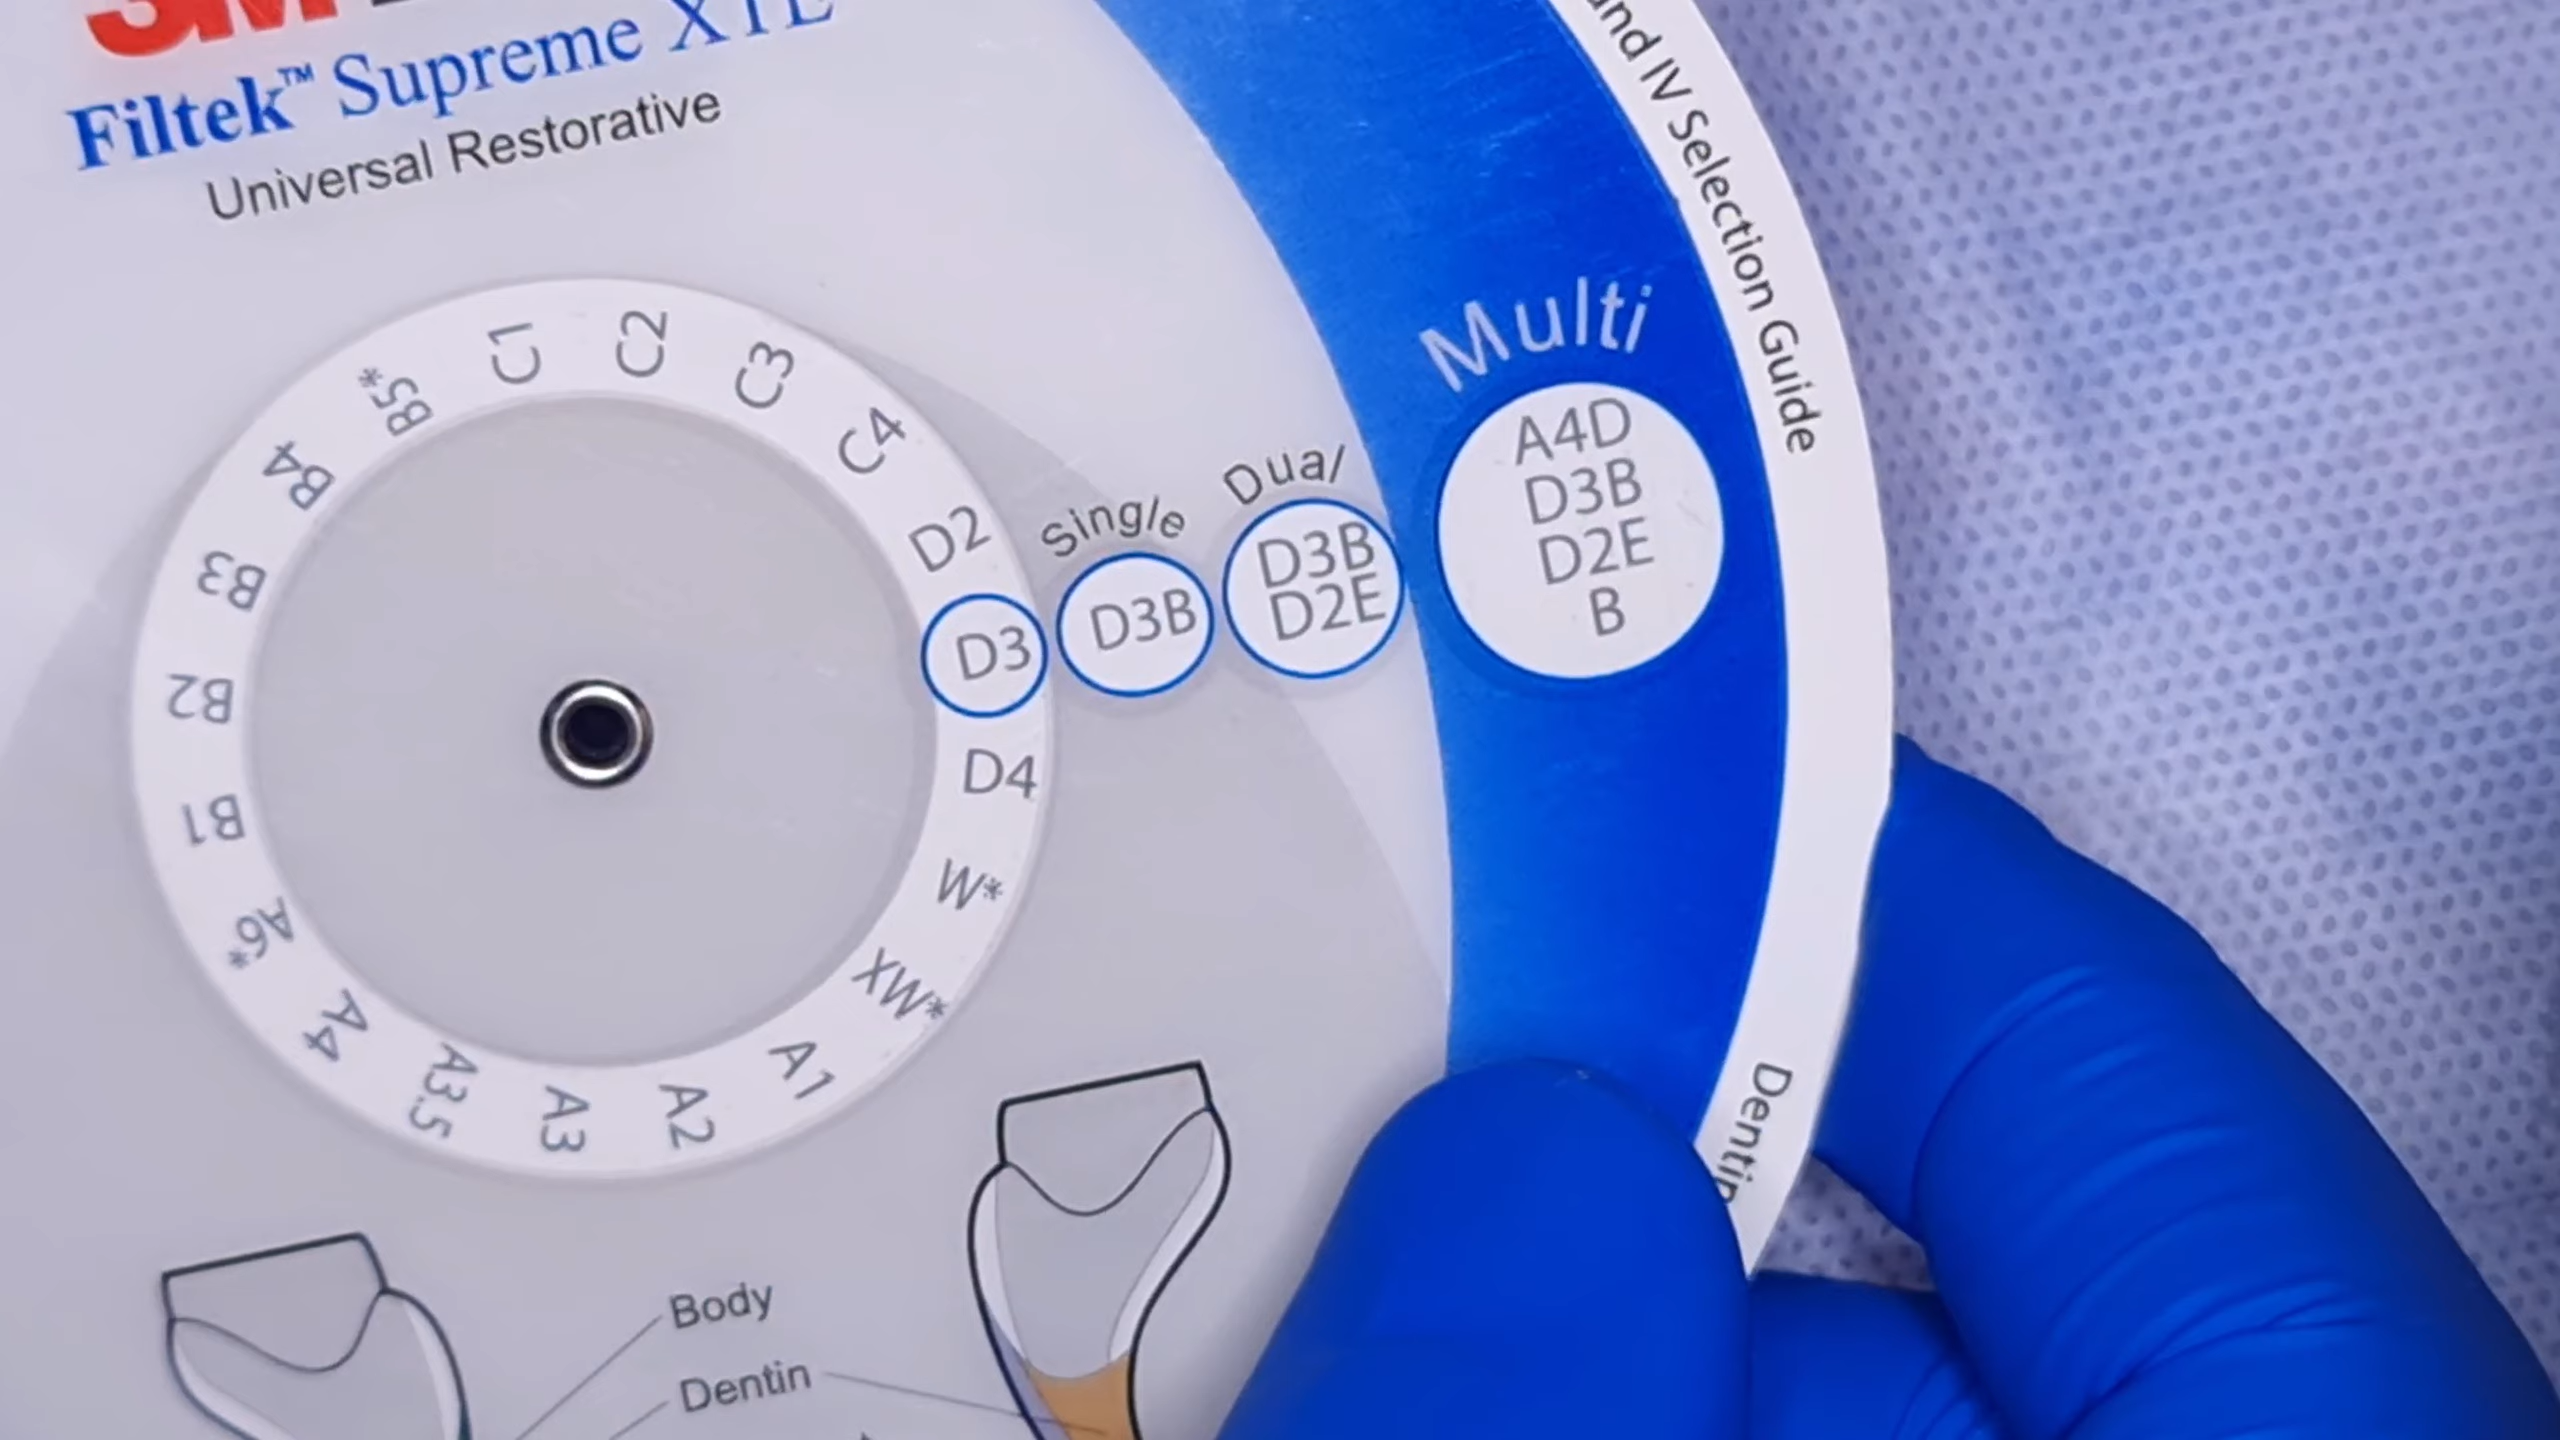 3M
Filtek™ Supreme XTE
Universal Restorative
and IV Selection Guide
Multi
A4D
D3B
D2E
B
Dual
D3B
D2E
Single
D3B
C1
C2
C3
C4
D2
D3
D4
W*
XW*
A1
A2
A3
A3.5
A4
A6*
B1
B2
B3
B4
B5*
Body
Dentin
Dentin